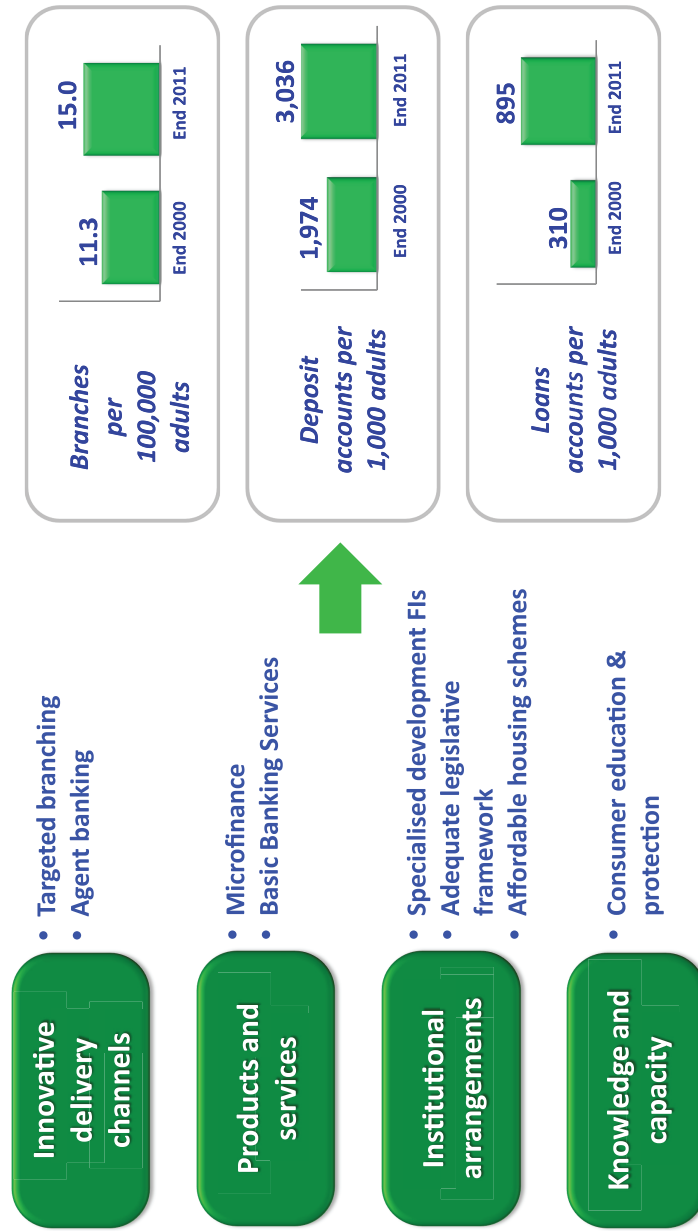 Innovative
delivery
channels
• Targeted branching
• Agent banking
Products and
services
• Microfinance
• Basic Banking Services
Institutional
arrangements
• Specialised development FIs
• Adequate legislative
framework
• Affordable housing schemes
Knowledge and
capacity
• Consumer education &
protection
Branches
per
100,000
adults
11.3
15.0
End 2000
End 2011
Deposit
accounts per
1,000 adults
1,974
3,036
End 2000
End 2011
Loans
accounts per
1,000 adults
310
895
End 2000
End 2011